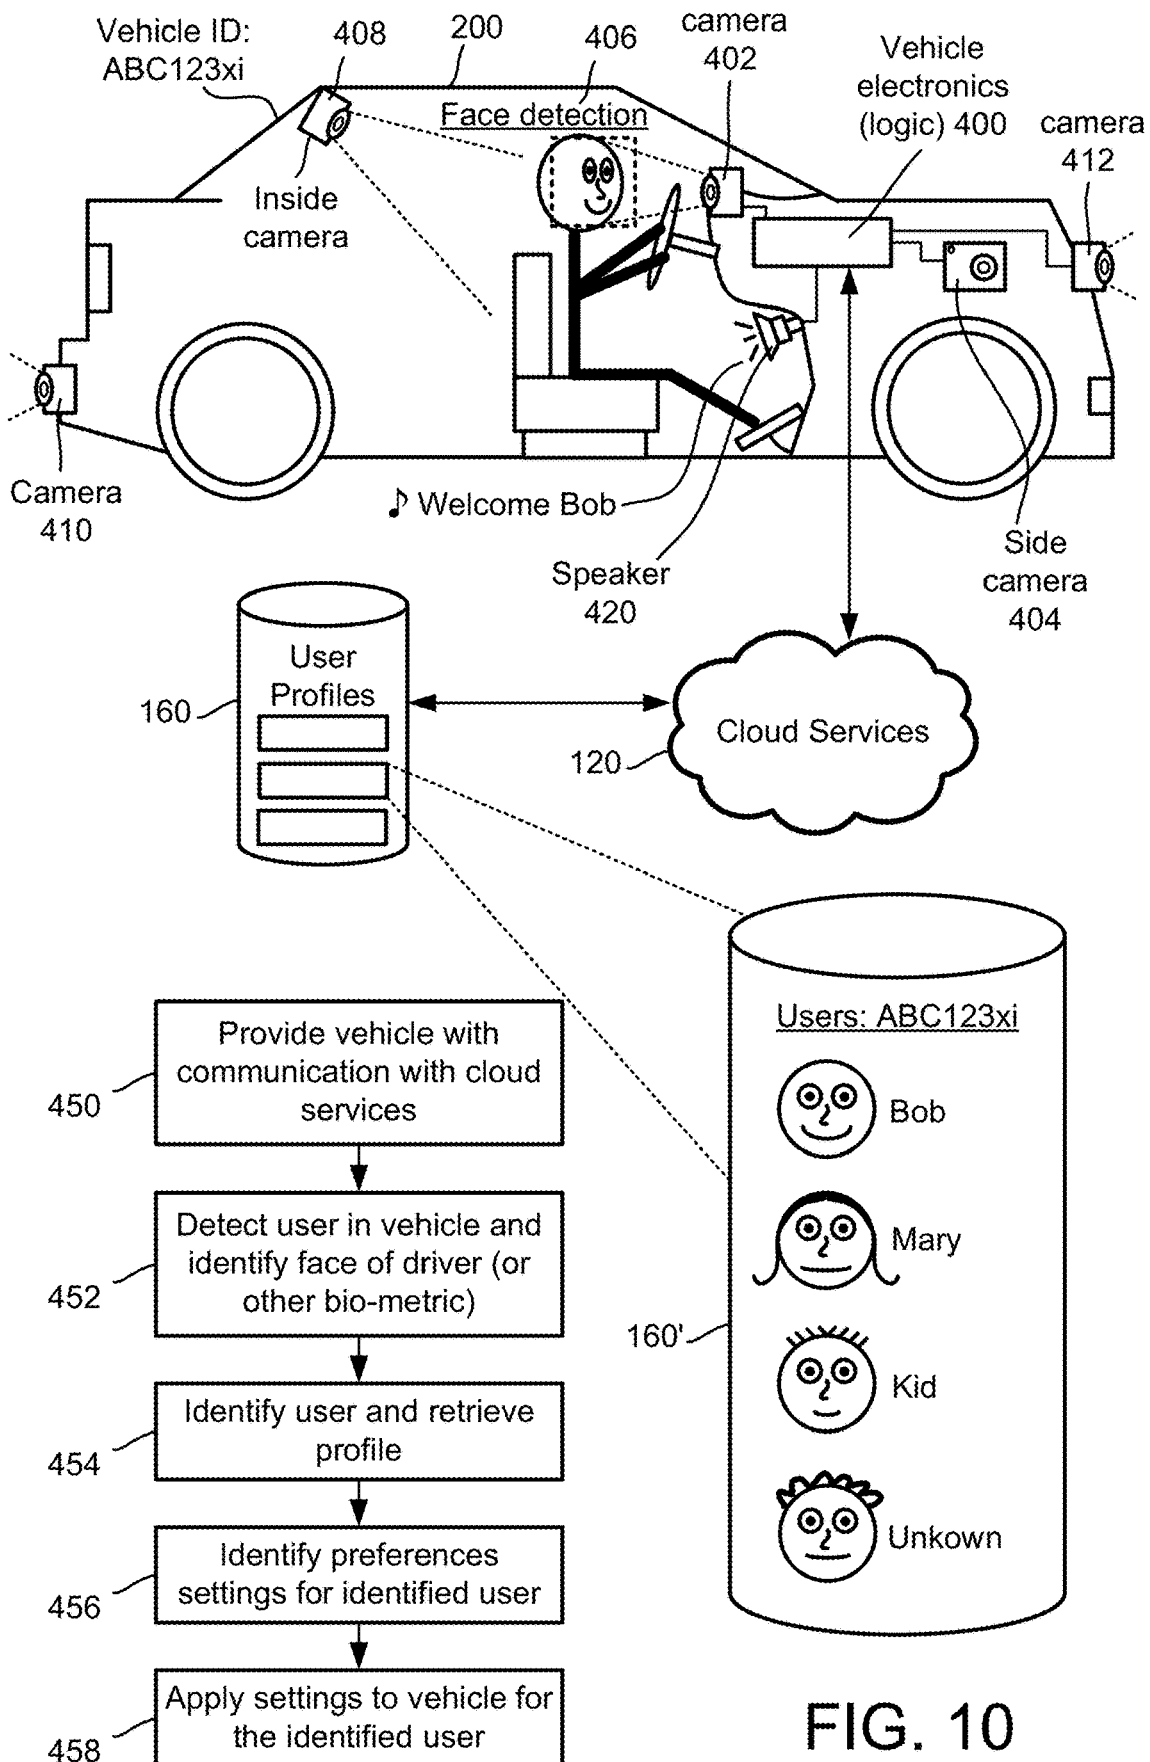 Vehicle ID:
ABC123xi
408
200
406
camera
402
Vehicle
electronics
(logic) 400
camera
412
Face detection
Inside
camera
Camera
410
♪ Welcome Bob
Speaker
420
Side
camera
404
User
Profiles
160
Cloud Services
120
Users: ABC123xi
Bob
Mary
Kid
Unkown
160'
Provide vehicle with
communication with cloud
services
450
Detect user in vehicle and
identify face of driver (or
other bio-metric)
452
Identify user and retrieve
profile
454
Identify preferences
settings for identified user
456
Apply settings to vehicle for
the identified user
458
FIG. 10